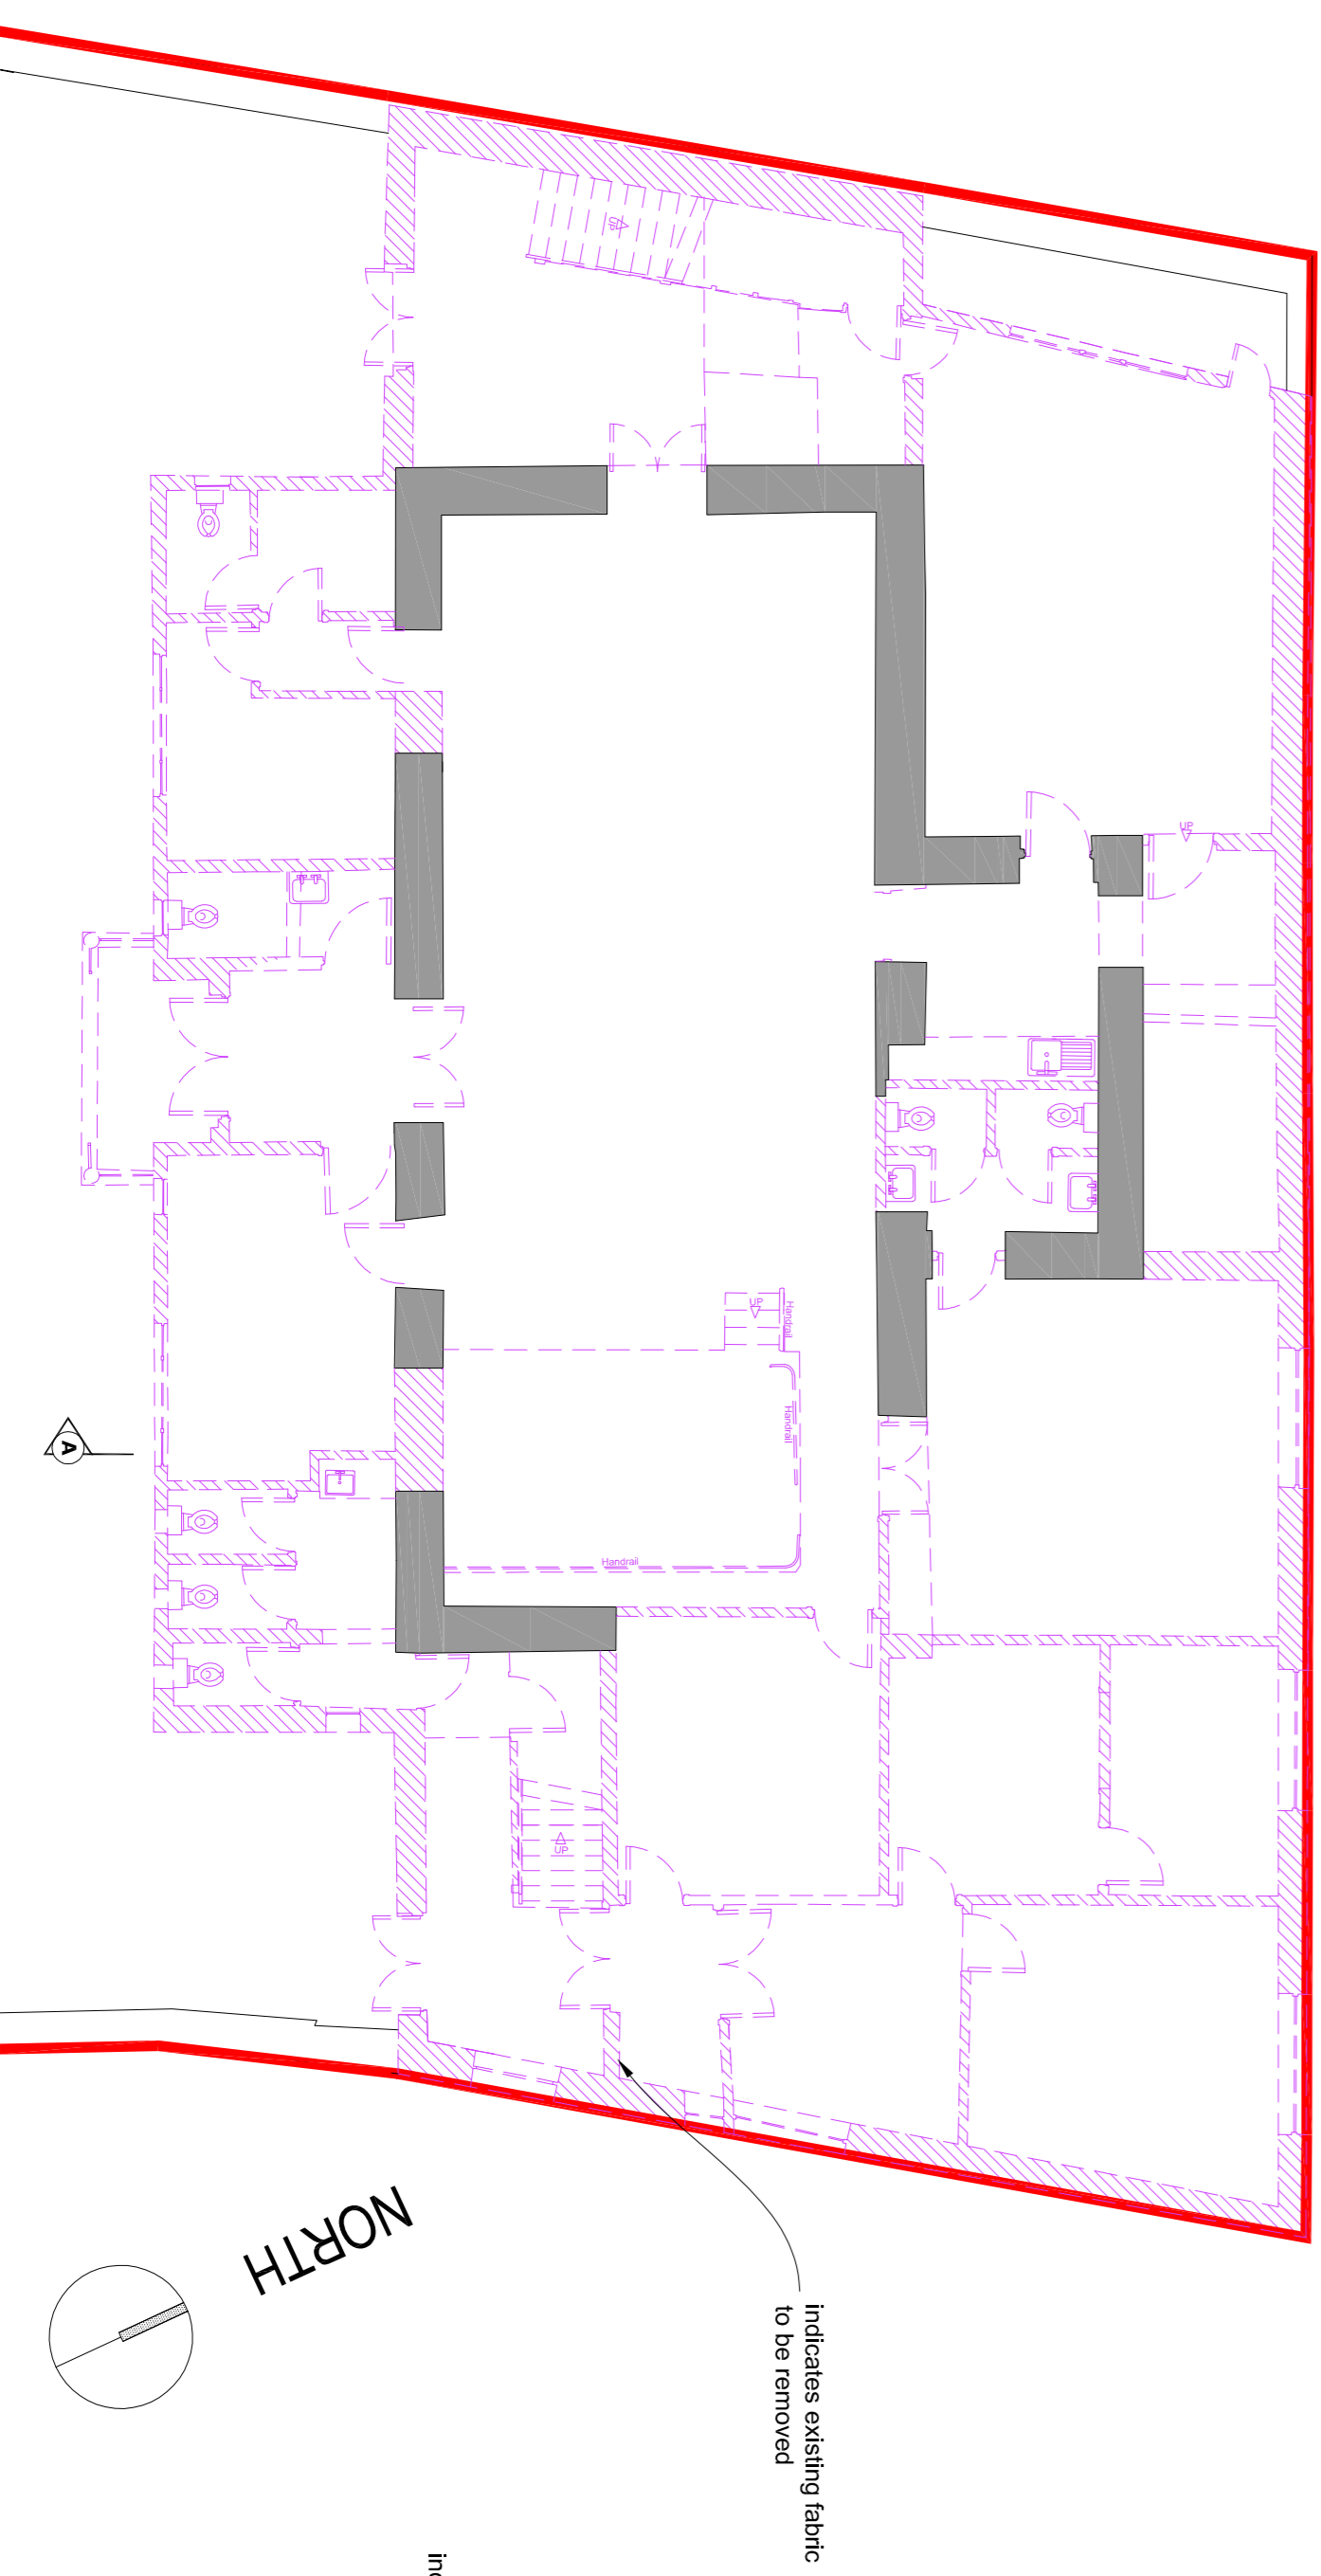 UP
UP
UP
Handrail
Handrail
Handrail
A
UP
NORTH
indicates existing fabric
to be removed